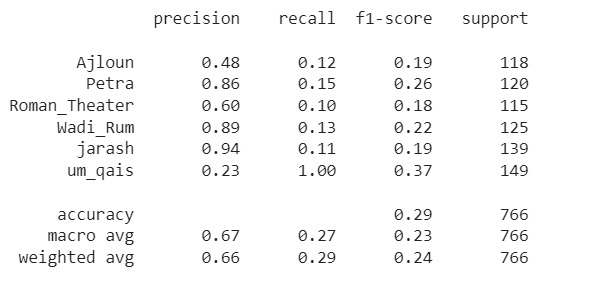 precision recall f1-score support
Ajloun 0.48 0.12 0.19 118
Petra 0.86 0.15 0.26 120
Roman_Theater 0.60 0.10 0.18 115
Wadi_Rum 0.89 0.13 0.22 125
jarash 0.94 0.11 0.19 139
um_qais 0.23 1.00 0.37 149
accuracy 0.29 766
macro avg 0.67 0.27 0.23 766
weighted avg 0.66 0.29 0.24 766